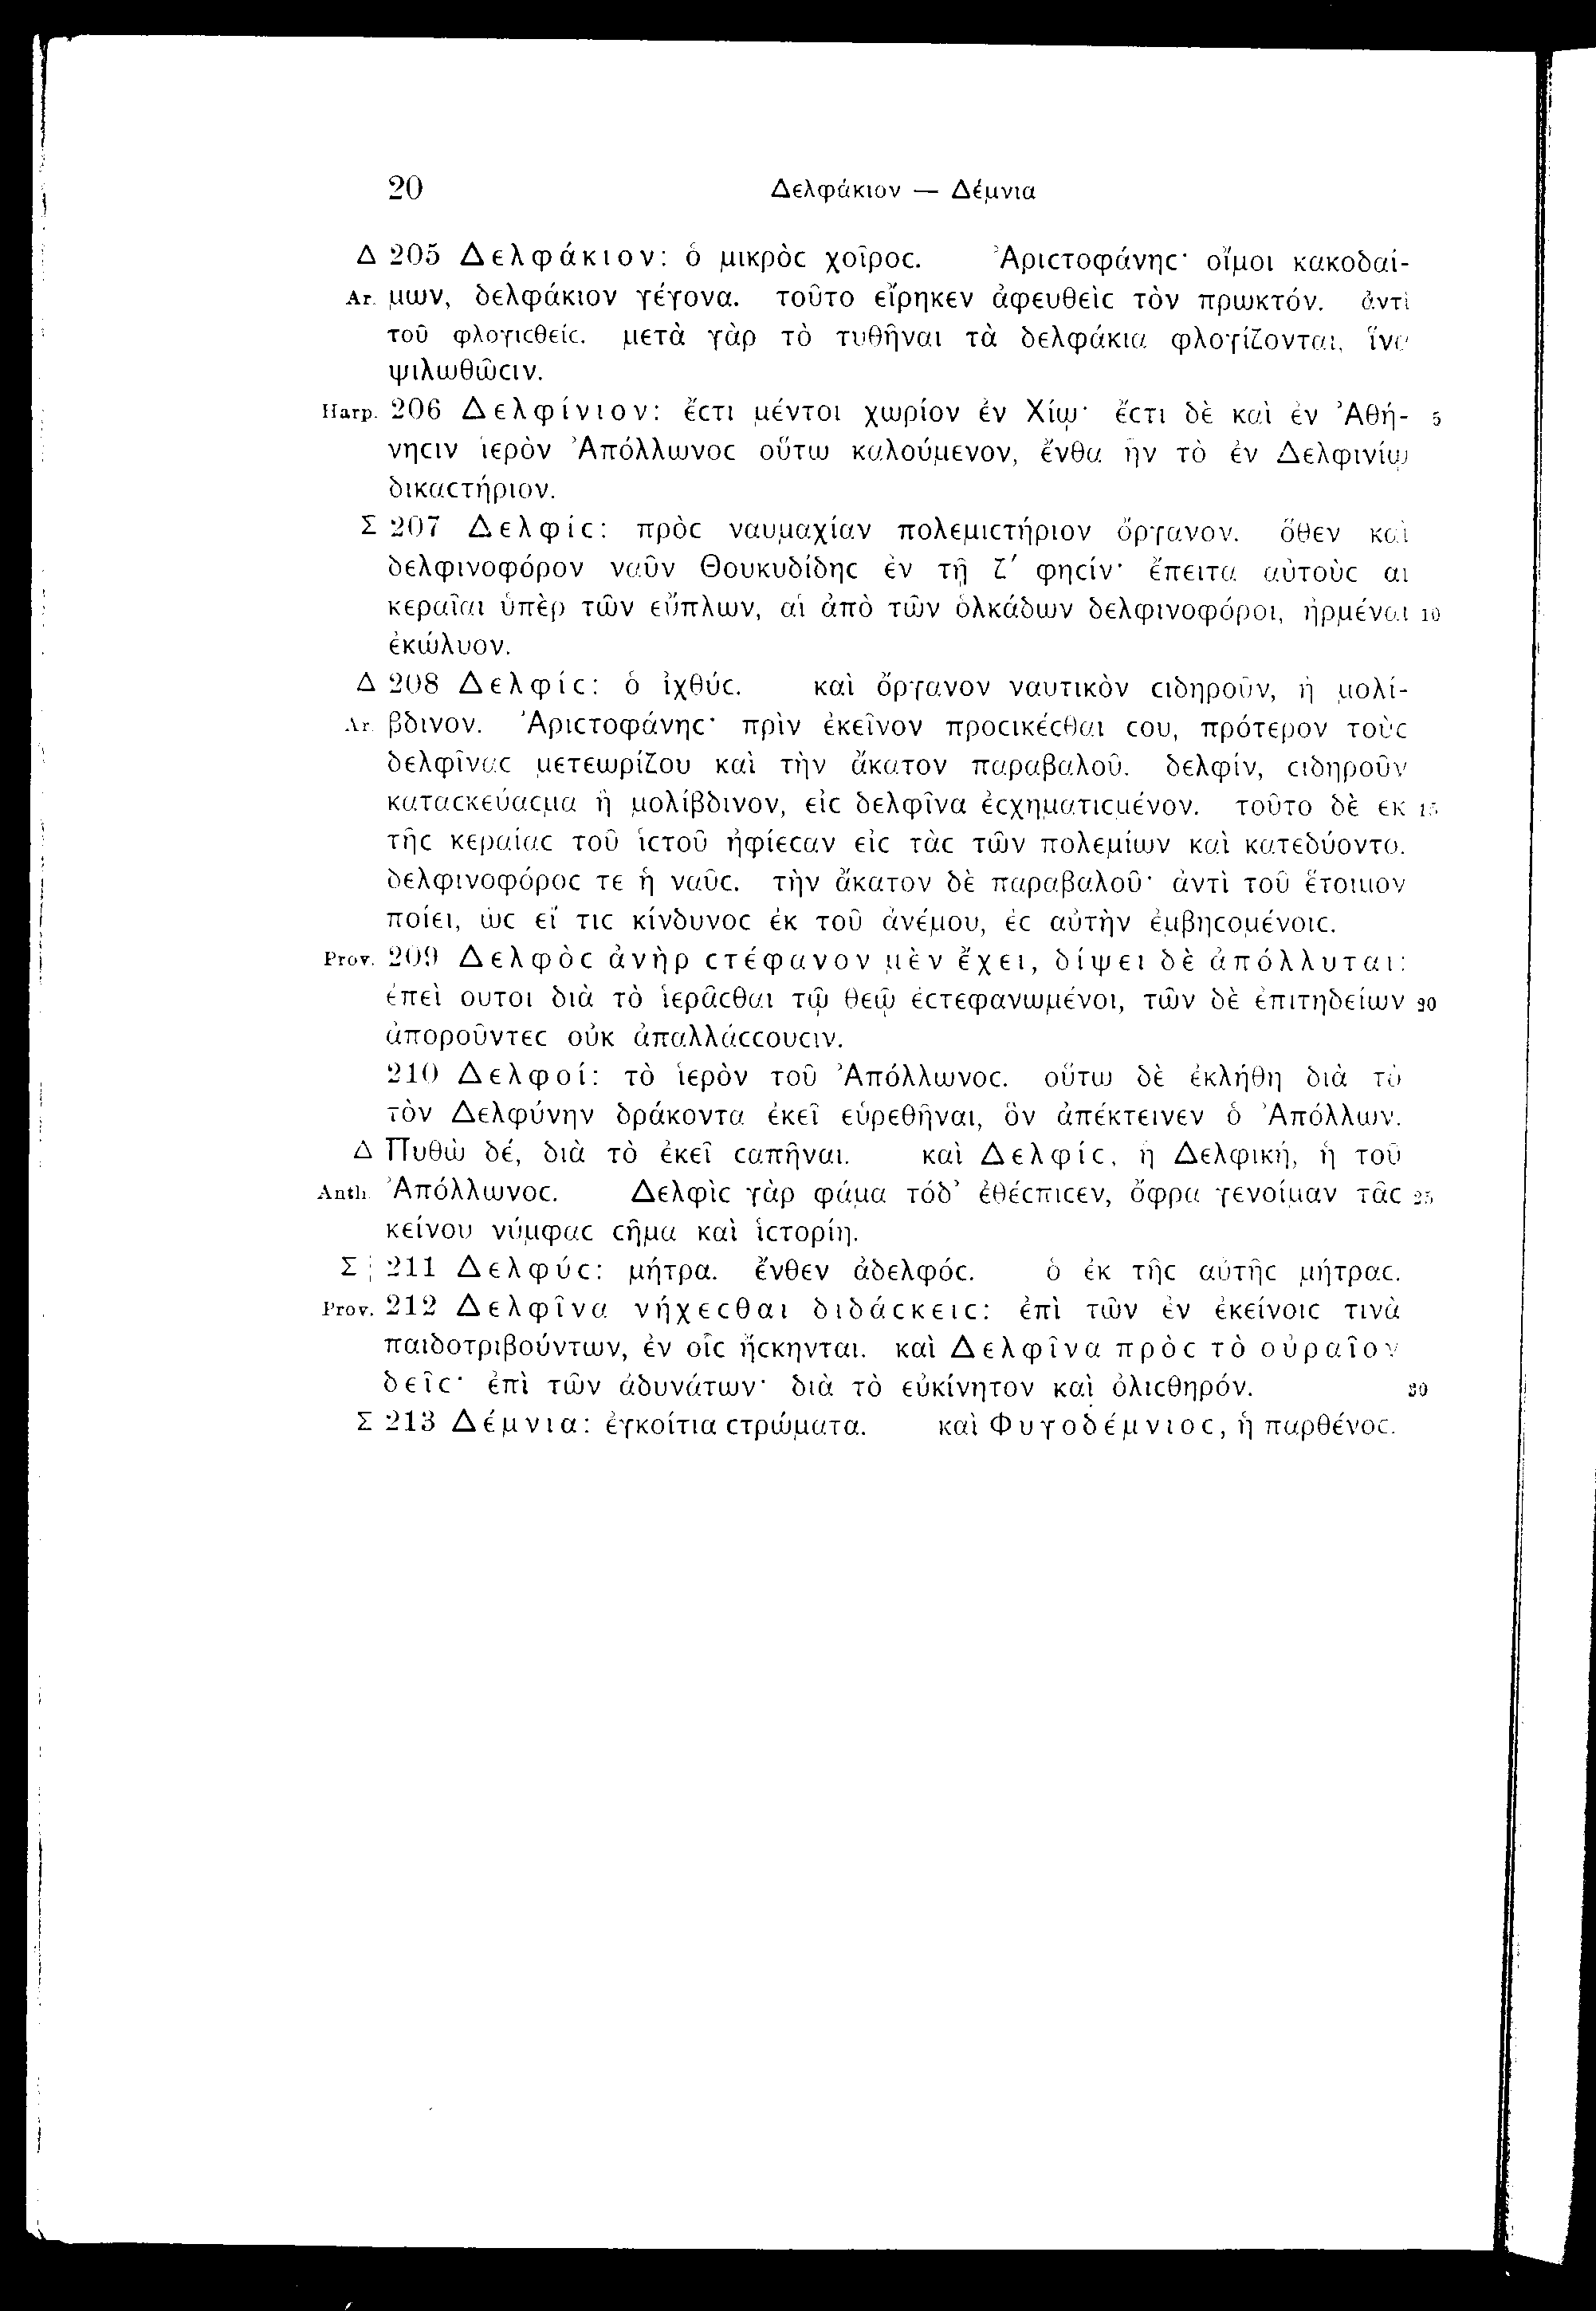 20 Δελφάκιον — Δέμνια
Δ 205 Δελφάκιον: ὁ μικρὸϲ χοῖροϲ. Ἀριϲτοφάνηϲ· οἴμοι κακοδαί-
Ar. μων, δελφάκιον γέγονα. τοῦτο εἴρηκεν ἀφευθεὶϲ τὸν πρωκτόν. ἀντὶ
τοῦ φλογιϲθείϲ. μετὰ γὰρ τὸ τυθῆναι τὰ δελφάκια φλογίζονται, ἵνα
ψιλωθῶϲιν.
Harp. 206 Δελφίνιον: ἔϲτι μέντοι χωρίον ἐν Χίῳ· ἔϲτι δὲ καὶ ἐν Ἀθή- 5
νηϲιν ἱερὸν Ἀπόλλωνοϲ οὕτω καλούμενον, ἔνθα ἦν τὸ ἐν Δελφινίῳ
δικαϲτήριον.
Σ 207 Δελφίϲ: πρὸϲ ναυμαχίαν πολεμιϲτήριον ὄργανον. ὅθεν καὶ
δελφινοφόρον ναῦν Θουκυδίδηϲ ἐν τῇ ζʹ φηϲίν· ἔπειτα αὐτοὺϲ αἱ
κεραῖαι ὑπὲρ τῶν εὔπλων, αἱ ἀπὸ τῶν ὁλκάδων δελφινοφόροι, ἠρμέναι 10
ἐκώλυον.
Δ 208 Δελφίϲ: ὁ ἰχθύϲ. καὶ ὄργανον ναυτικὸν ϲιδηροῦν, ἢ μολί-
Ar. βδινον. Ἀριϲτοφάνηϲ· πρὶν ἐκεῖνον προϲικέϲθαι ϲου, πρότερον τοὺϲ
δελφῖναϲ μετεωρίζου καὶ τὴν ἄκατον παραβαλοῦ. δελφίν, ϲιδηροῦν
καταϲκεύαϲμα ἢ μολίβδινον, εἰϲ δελφῖνα ἐϲχηματιϲμένον. τοῦτο δὲ ἐκ 15
τῆϲ κεραίαϲ τοῦ ἱϲτοῦ ἠφίεϲαν εἰϲ τὰϲ τῶν πολεμίων καὶ κατεδύοντο.
δελφινοφόροϲ τε ἡ ναῦϲ. τὴν ἄκατον δὲ παραβαλοῦ· ἀντὶ τοῦ ἕτοιμον
ποίει, ὡϲ εἴ τιϲ κίνδυνοϲ ἐκ τοῦ ἀνέμου, ἐϲ αὐτὴν ἐμβηϲομένοιϲ.
Prov. 209 Δελφὸϲ ἀνὴρ ϲτέφανον μὲν ἔχει, δίψει δὲ ἀπόλλυται:
ἐπεὶ οὗτοι διὰ τὸ ἱερᾶϲθαι τῷ θεῷ ἐϲτεφανωμένοι, τῶν δὲ ἐπιτηδείων 20
ἀποροῦντεϲ οὐκ ἀπαλλάϲϲουϲιν.
210 Δελφοί: τὸ ἱερὸν τοῦ Ἀπόλλωνοϲ. οὕτω δὲ ἐκλήθη διὰ τὸ
τὸν Δελφύνην δράκοντα ἐκεῖ εὑρεθῆναι, ὃν ἀπέκτεινεν ὁ Ἀπόλλων.
Δ Πυθὼ δέ, διὰ τὸ ἐκεῖ ϲαπῆναι. καὶ Δελφίϲ, ἡ Δελφική, ἡ τοῦ
Anth. Ἀπόλλωνοϲ. Δελφὶϲ γὰρ φάμα τόδ’ ἐθέϲπιϲεν, ὄφρα γενοίμαν τᾶϲ 25
κείνου νύμφαϲ ϲῆμα καὶ ἱϲτορίη.
Σ¦ 211 Δελφύϲ: μήτρα. ἔνθεν ἀδελφόϲ. ὁ ἐκ τῆϲ αὐτῆϲ μήτραϲ.
Prov. 212 Δελφῖνα νήχεϲθαι διδάϲκειϲ: ἐπὶ τῶν ἐν ἐκείνοιϲ τινὰ
παιδοτριβούντων, ἐν οἷϲ ἤϲκηνται. καὶ Δελφῖνα πρὸϲ τὸ οὐραῖον
δεῖϲ· ἐπὶ τῶν ἀδυνάτων· διὰ τὸ εὐκίνητον καὶ ὀλιϲθηρόν. 30
Σ 213 Δέμνια: ἐγκοίτια ϲτρώματα. καὶ Φυγοδέμνιοϲ, ἡ παρθένοϲ.